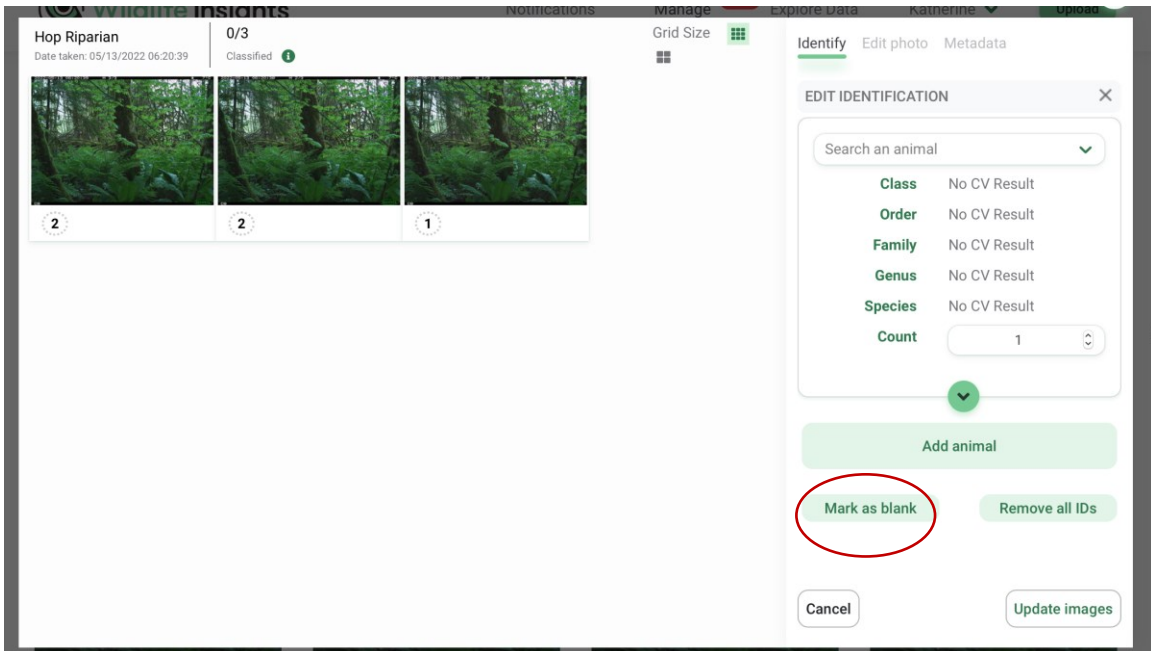 Wildlife Insights
Notifications
Manage
Explore Data
Katherine
Upload
Hop Riparian
Date taken: 05/13/2022 06:20:39
0/3
Classified
Grid Size
2
2
1
Identify Edit photo Metadata
EDIT IDENTIFICATION
Search an animal
Class No CV Result
Order No CV Result
Family No CV Result
Genus No CV Result
Species No CV Result
Count 1
Add animal
Mark as blank Remove all IDs
Cancel Update images